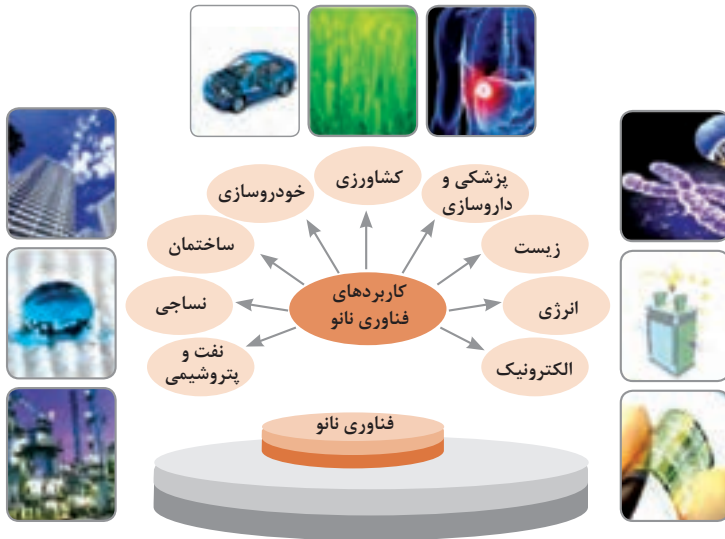 کشاورزی
پزشکی و
داروسازی
خودروسازی
زیست
ساختمان
انرژی
کاربردهای
فناوری نانو
نساجی
الکترونیک
نفت و
پتروشیمی
فناوری نانو